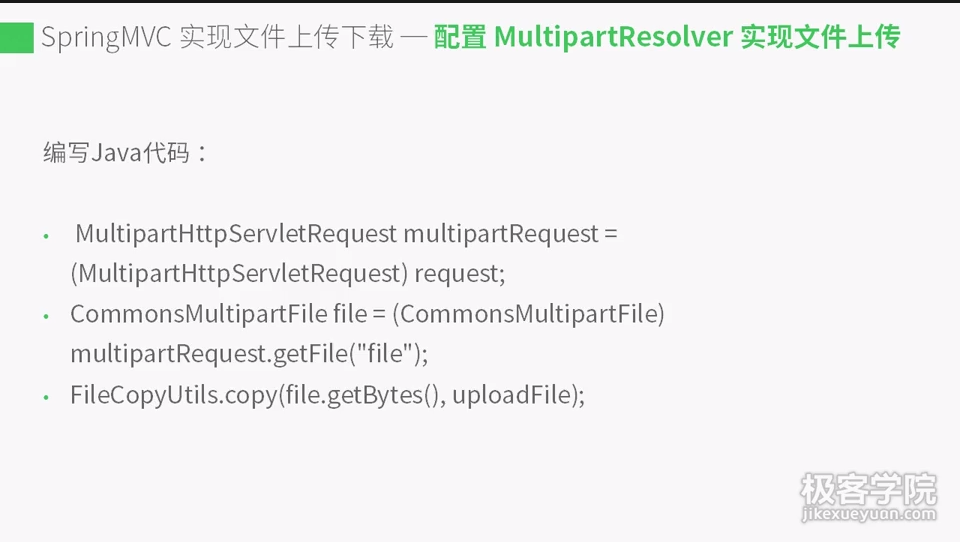 SpringMVC 实现文件上传下载 — 配置 MultipartResolver 实现文件上传
编写Java代码：
• MultipartHttpServletRequest multipartRequest =
(MultipartHttpServletRequest) request;
• CommonsMultipartFile file = (CommonsMultipartFile)
multipartRequest.getFile("file");
• FileCopyUtils.copy(file.getBytes(), uploadFile);
极客学院
jikexueyuan.com